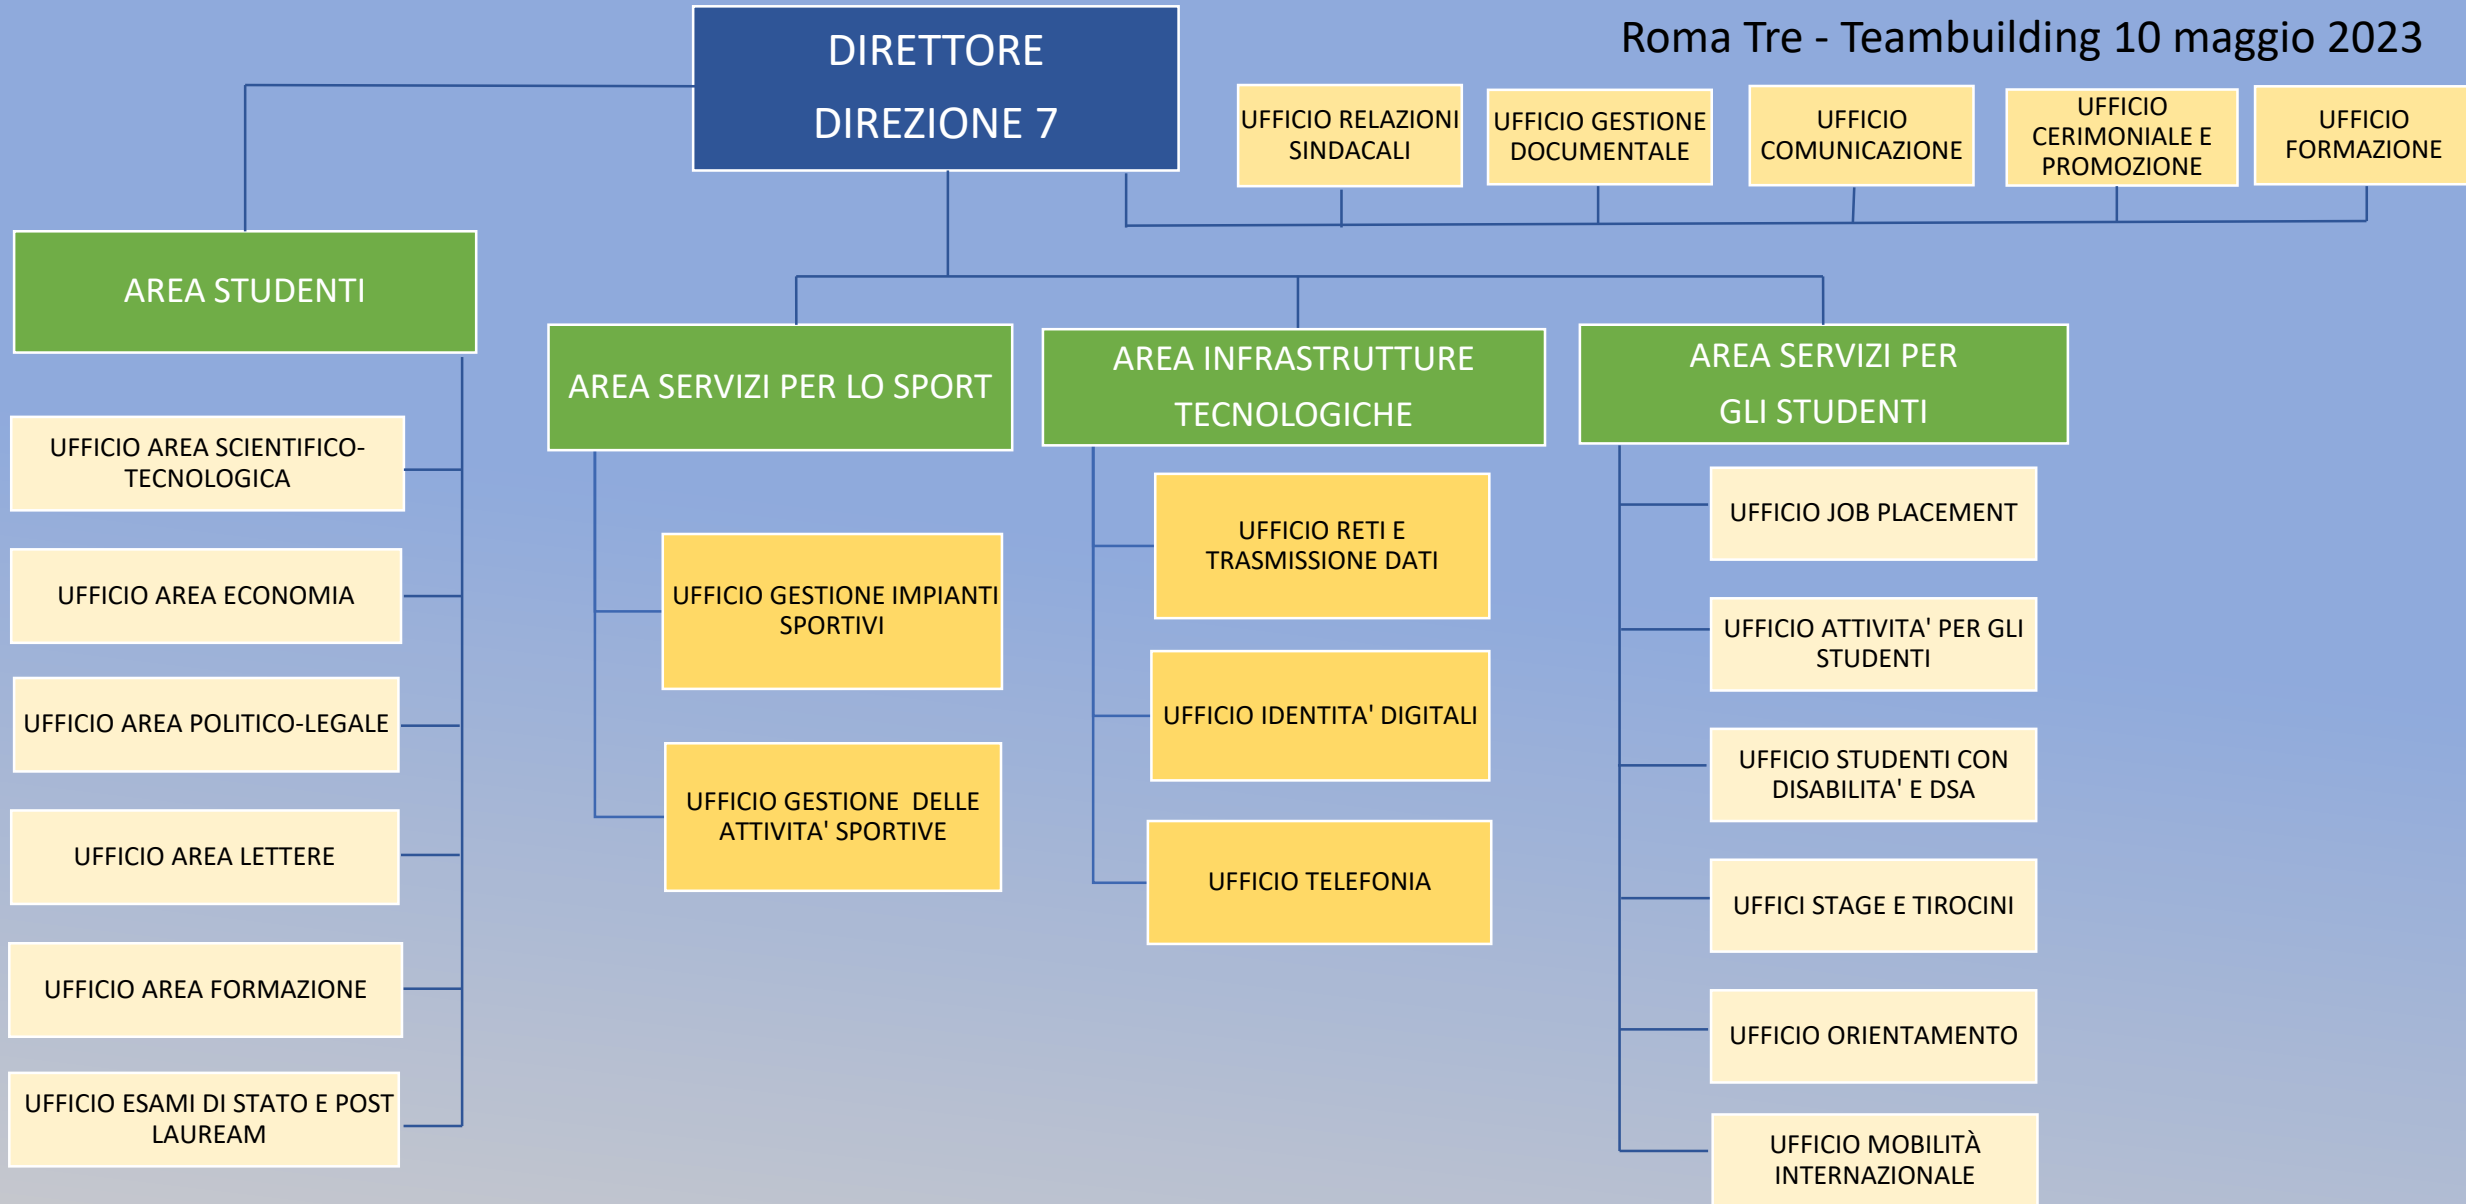 Roma Tre - Teambuilding 10 maggio 2023
DIRETTORE
DIREZIONE 7
UFFICIO RELAZIONI
SINDACALI
UFFICIO GESTIONE
DOCUMENTALE
UFFICIO
COMUNICAZIONE
UFFICIO
CERIMONIALE E
PROMOZIONE
UFFICIO
FORMAZIONE
AREA STUDENTI
UFFICIO AREA SCIENTIFICO-
TECNOLOGICA
UFFICIO AREA ECONOMIA
UFFICIO AREA POLITICO-LEGALE
UFFICIO AREA LETTERE
UFFICIO AREA FORMAZIONE
UFFICIO ESAMI DI STATO E POST
LAUREAM
AREA SERVIZI PER LO SPORT
UFFICIO GESTIONE IMPIANTI
SPORTIVI
UFFICIO GESTIONE  DELLE
ATTIVITA' SPORTIVE
AREA INFRASTRUTTURE
TECNOLOGICHE
UFFICIO RETI E
TRASMISSIONE DATI
UFFICIO IDENTITA' DIGITALI
UFFICIO TELEFONIA
AREA SERVIZI PER
GLI STUDENTI
UFFICIO JOB PLACEMENT
UFFICIO ATTIVITA' PER GLI
STUDENTI
UFFICIO STUDENTI CON
DISABILITA' E DSA
UFFICI STAGE E TIROCINI
UFFICIO ORIENTAMENTO
UFFICIO MOBILITÀ
INTERNAZIONALE